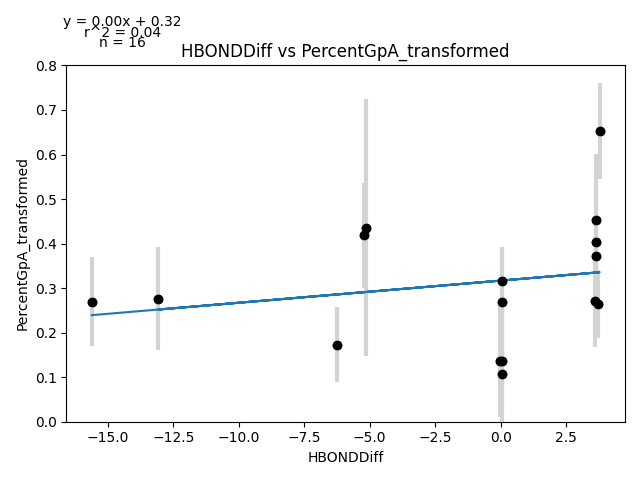 y = 0.00x + 0.32
r^2 = 0.04
n = 16
HBONDDiff vs PercentGpA_transformed
0.8
0.7
0.6
0.5
0.4
0.3
0.2
0.1
0.0
PercentGpA_transformed
−15.0 −12.5 −10.0 −7.5 −5.0 −2.5 0.0 2.5
HBONDDiff